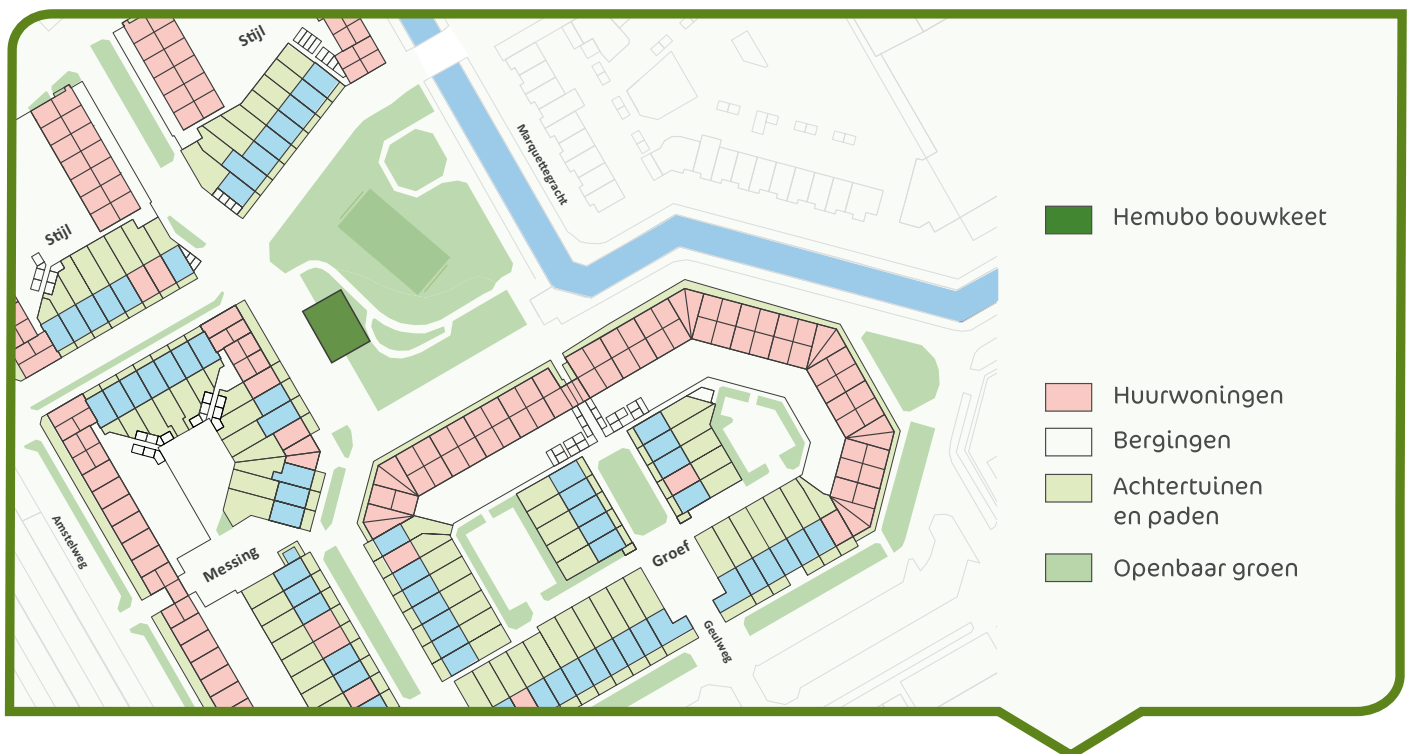 Stijl
Marquettegracht
Stijl
Hemubo bouwkeet
Huurwoningen
Bergingen
Achtertuinen
en paden
Amstelweg
Messing
Groef
Openbaar groen
Geulweg